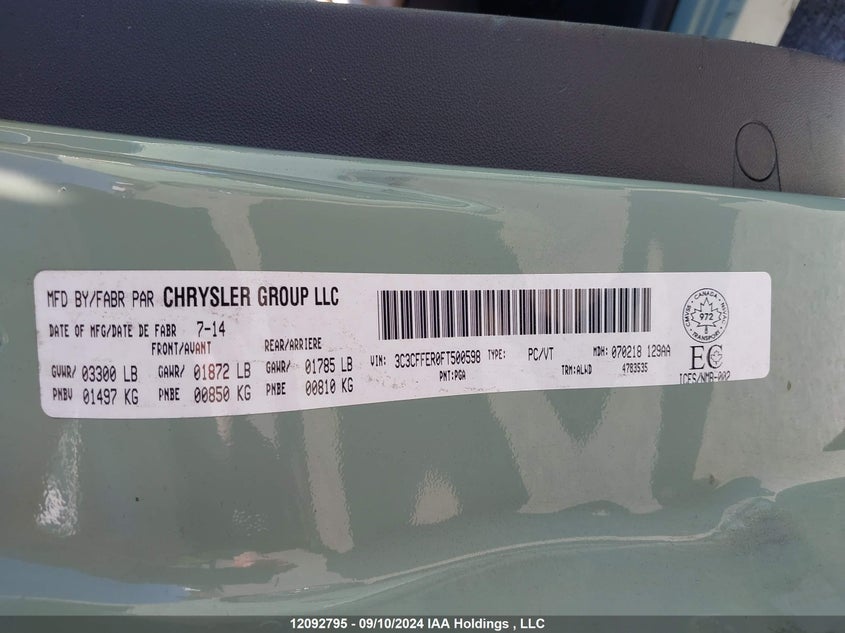 MFD BY/FABR PAR CHRYSLER GROUP LLC
DATE OF MFG/DATE DE FABR 7-14
FRONT/AVANT REAR/ARRIERE
GVWR/ 03300 LB GAWR/ 01872 LB GAWR/ 01785 LB
PNBV 01497 KG PNBE 00850 KG PNBE 00810 KG
VIN: 3C3CFFER0FT500598 TYPE: PC/VT MDH: 070218 129AA
PNT:PGA TRM:ALWD 4783535
CANADA
972
TRANSPORT
EC
ICES/NMB-002
12092795 - 09/10/2024 IAA Holdings , LLC